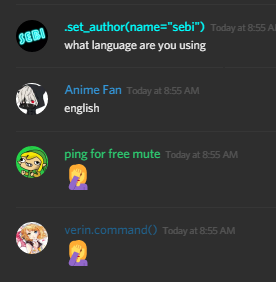 SEBI
.set_author(name="sebi") Today at 8:55 AM
what language are you using
Anime Fan Today at 8:55 AM
english
ping for free mute Today at 8:55 AM
verin.command() Today at 8:55 AM